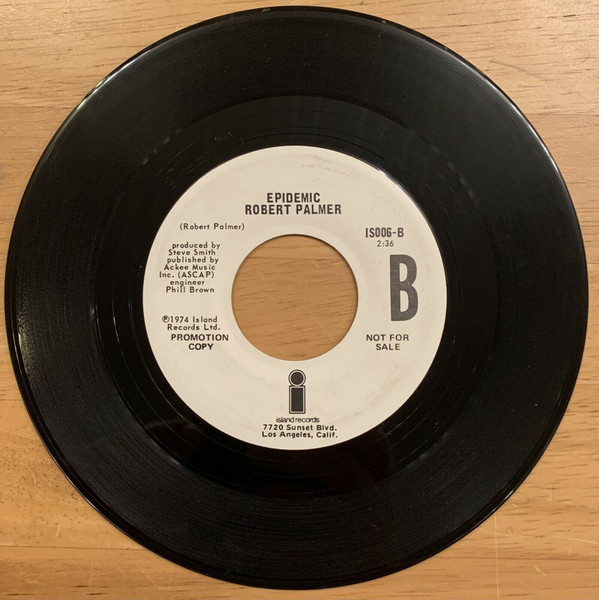 EPIDEMIC
ROBERT PALMER
(Robert Palmer)
produced by
Steve Smith
published by
Ackee Music
Inc. (ASCAP)
engineer
Phill Brown
℗1974 Island
Records Ltd.
PROMOTION
COPY
IS006-B
2:36
B
NOT FOR
SALE
i
island records
7720 Sunset Blvd.
Los Angeles, Calif.